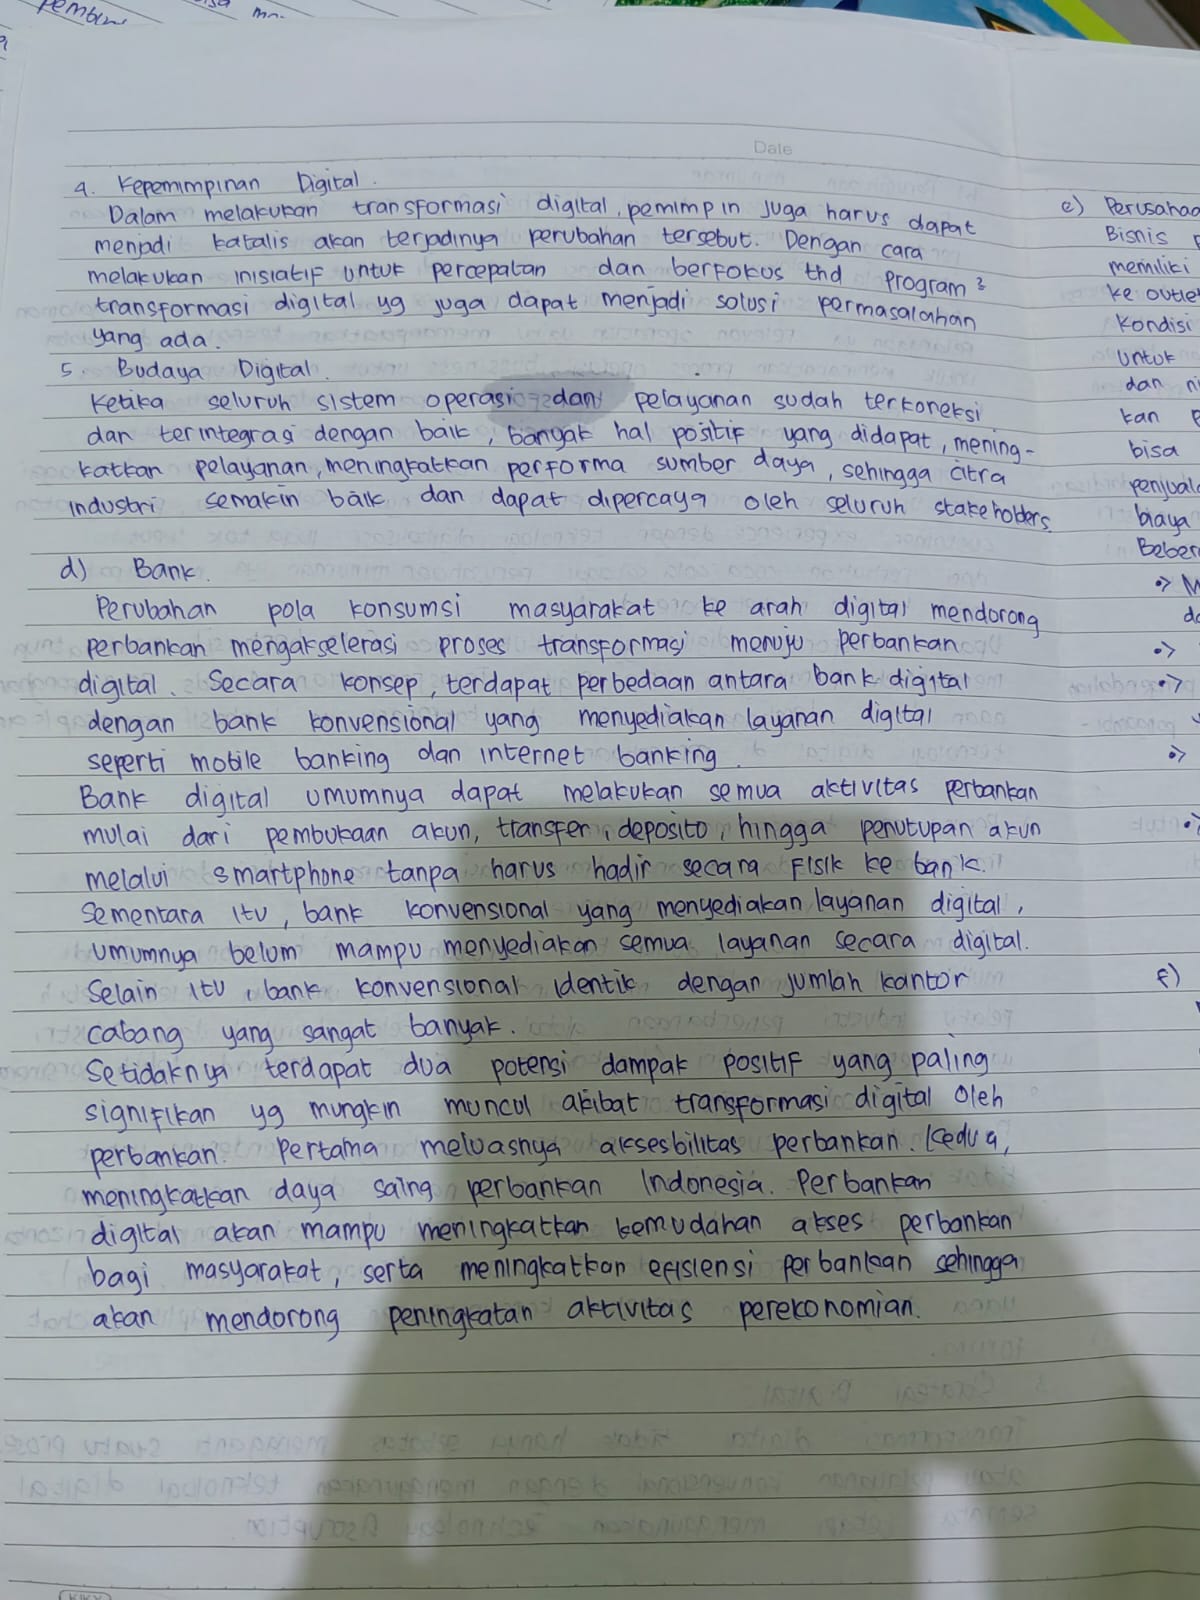 Date
4. Kepemimpinan Digital.
Dalam melakukan transformasi digital, pemimpin juga harus dapat
menjadi katalis akan terjadinya perubahan tersebut. Dengan cara
melakukan inisiatif untuk percepatan dan berfokus thd program²
transformasi digital yg juga dapat menjadi solusi permasalahan
yang ada.
5. Budaya Digital.
Ketika seluruh sistem operasi dan pelayanan sudah terkoneksi
dan terintegrasi dengan baik, banyak hal positif yang didapat, mening-
katkan pelayanan, meningkatkan performa sumber daya, sehingga citra
industri semakin baik dan dapat dipercaya oleh seluruh stakeholders.
d) Bank.
Perubahan pola konsumsi masyarakat ke arah digital mendorong
perbankan mengakselerasi proses transformasi menuju perbankan
digital. Secara konsep, terdapat perbedaan antara bank digital
dengan bank konvensional yang menyediakan layanan digital
seperti mobile banking dan internet banking.
Bank digital umumnya dapat melakukan semua aktivitas perbankan
mulai dari pembukaan akun, transfer, deposito, hingga penutupan akun
melalui smartphone tanpa harus hadir secara fisik ke bank.
Sementara itu, bank konvensional yang menyediakan layanan digital,
umumnya belum mampu menyediakan semua layanan secara digital.
Selain itu, bank konvensional identik dengan jumlah kantor
cabang yang sangat banyak.
Setidaknya terdapat dua potensi dampak positif yang paling
signifikan yg mungkin muncul akibat transformasi digital oleh
perbankan. Pertama meluasnya aksesbilitas perbankan. Kedua,
meningkatkan daya saing perbankan Indonesia. Perbankan
digital akan mampu meningkatkan kemudahan akses perbankan
bagi masyarakat, serta meningkatkan efisiensi perbankan sehingga
akan mendorong peningkatan aktivitas perekonomian.
KIKY
e) Perusahaa
Bisnis
memiliki
ke outle
kondisi
untuk
dan ni
kan
bisa
penjuala
biaya
Beber
f)